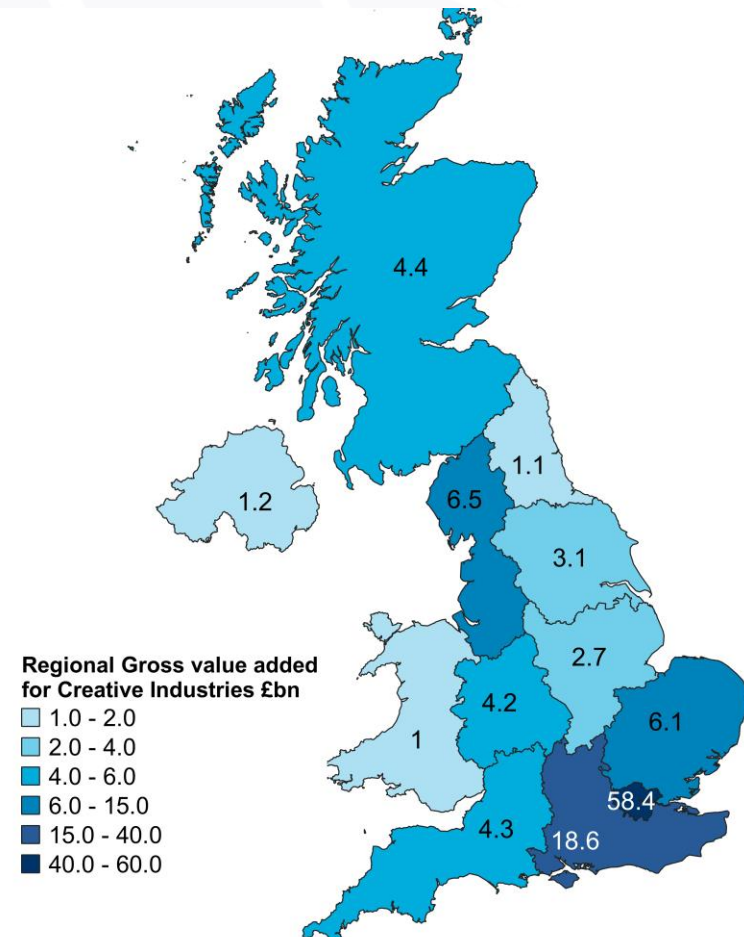 4.4
1.1
1.2
6.5
3.1
2.7
4.2
6.1
1
58.4
4.3
18.6
Regional Gross value added
for Creative Industries £bn
1.0 - 2.0
2.0 - 4.0
4.0 - 6.0
6.0 - 15.0
15.0 - 40.0
40.0 - 60.0